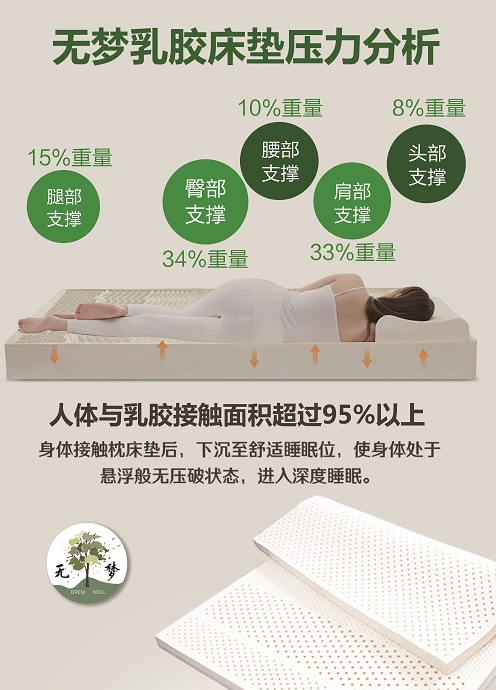 无梦乳胶床垫压力分析
10%重量
8%重量
15%重量
腰部
支撑
头部
支撑
腿部
支撑
臀部
支撑
肩部
支撑
34%重量
33%重量
人体与乳胶接触面积超过95%以上
身体接触枕床垫后，下沉至舒适睡眠位，使身体处于
悬浮般无压破状态，进入深度睡眠。
无 梦
DREM WELL